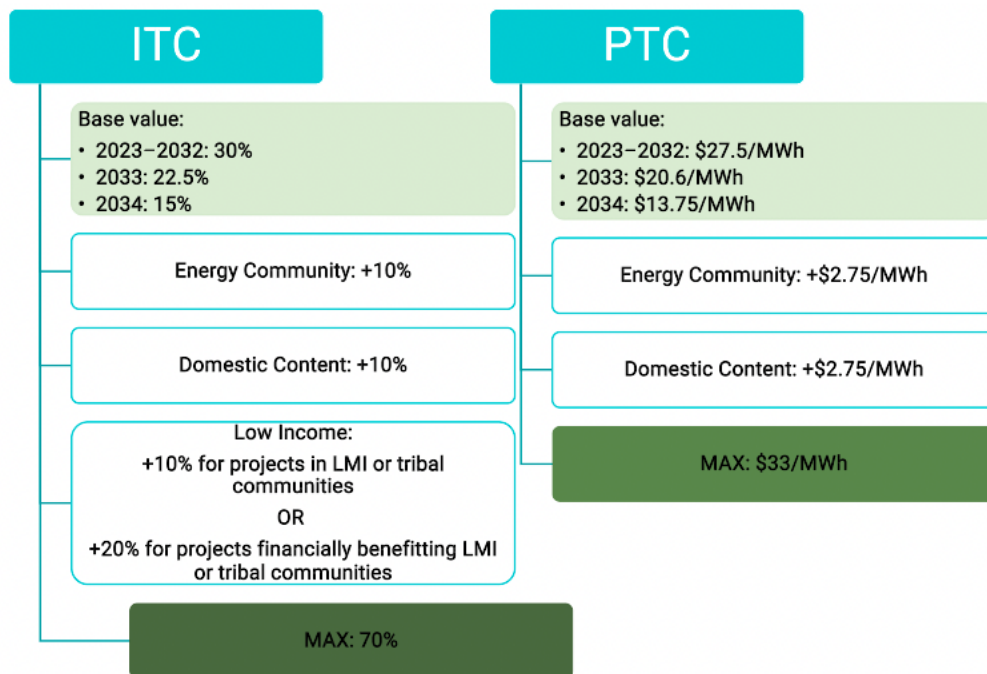 ITC
Base value:
• 2023–2032: 30%
• 2033: 22.5%
• 2034: 15%
Energy Community: +10%
Domestic Content: +10%
Low Income:
+10% for projects in LMI or tribal
communities
OR
+20% for projects financially benefitting LMI
or tribal communities
MAX: 70%
PTC
Base value:
• 2023–2032: $27.5/MWh
• 2033: $20.6/MWh
• 2034: $13.75/MWh
Energy Community: +$2.75/MWh
Domestic Content: +$2.75/MWh
MAX: $33/MWh